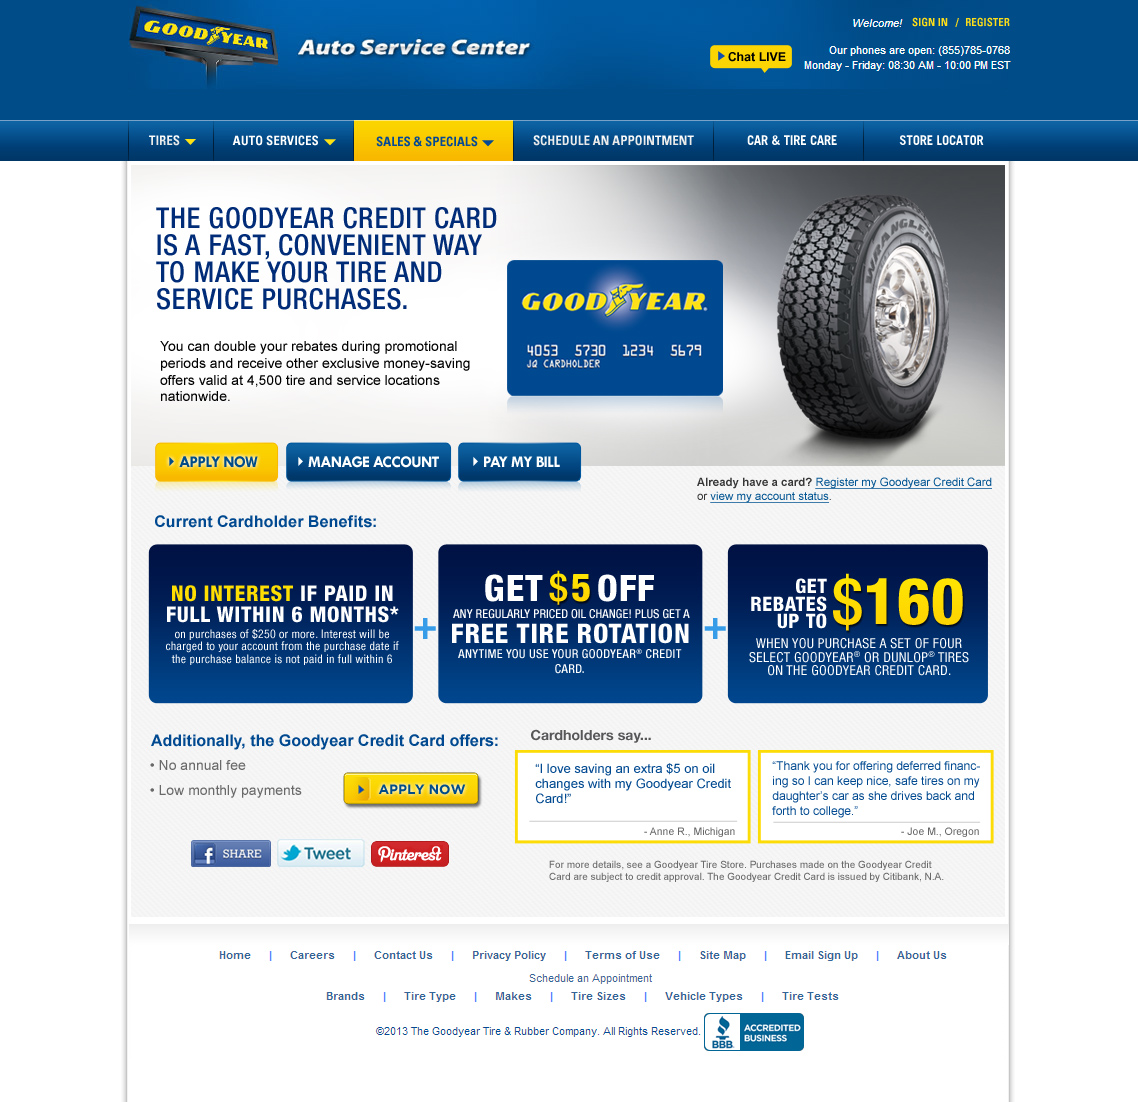 GOODYEAR
Auto Service Center
Welcome! SIGN IN / REGISTER
Chat LIVE
Our phones are open: (855)785-0768
Monday - Friday: 08:30 AM - 10:00 PM EST
TIRES AUTO SERVICES SALES & SPECIALS SCHEDULE AN APPOINTMENT CAR & TIRE CARE STORE LOCATOR
THE GOODYEAR CREDIT CARD
IS A FAST, CONVENIENT WAY
TO MAKE YOUR TIRE AND
SERVICE PURCHASES.
You can double your rebates during promotional
periods and receive other exclusive money-saving
offers valid at 4,500 tire and service locations
nationwide.
GOODYEAR®
4053 5730 1234 5679
JQ CARDHOLDER
WRANGLER
APPLY NOW MANAGE ACCOUNT PAY MY BILL
Already have a card? Register my Goodyear Credit Card
or view my account status.
Current Cardholder Benefits:
NO INTEREST IF PAID IN
FULL WITHIN 6 MONTHS*
on purchases of $250 or more. Interest will be
charged to your account from the purchase date if
the purchase balance is not paid in full within 6
+
GET $5 OFF
ANY REGULARLY PRICED OIL CHANGE! PLUS GET A
FREE TIRE ROTATION
ANYTIME YOU USE YOUR GOODYEAR® CREDIT
CARD.
+
GET
REBATES
UP TO
$160
WHEN YOU PURCHASE A SET OF FOUR
SELECT GOODYEAR® OR DUNLOP® TIRES
ON THE GOODYEAR CREDIT CARD.
Additionally, the Goodyear Credit Card offers:
• No annual fee
• Low monthly payments
APPLY NOW
f SHARE Tweet Pinterest
Cardholders say...
“I love saving an extra $5 on oil
changes with my Goodyear Credit
Card!”
- Anne R., Michigan
“Thank you for offering deferred financ-
ing so I can keep nice, safe tires on my
daughter’s car as she drives back and
forth to college.”
- Joe M., Oregon
For more details, see a Goodyear Tire Store. Purchases made on the Goodyear Credit
Card are subject to credit approval. The Goodyear Credit Card is issued by Citibank, N.A.
Home | Careers | Contact Us | Privacy Policy | Terms of Use | Site Map | Email Sign Up | About Us
Schedule an Appointment
Brands | Tire Type | Makes | Tire Sizes | Vehicle Types | Tire Tests
©2013 The Goodyear Tire & Rubber Company. All Rights Reserved.
BBB.
ACCREDITED
BUSINESS